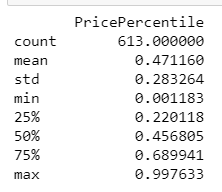 PricePercentile
count 613.000000
mean 0.471160
std 0.283264
min 0.001183
25% 0.220118
50% 0.456805
75% 0.689941
max 0.997633